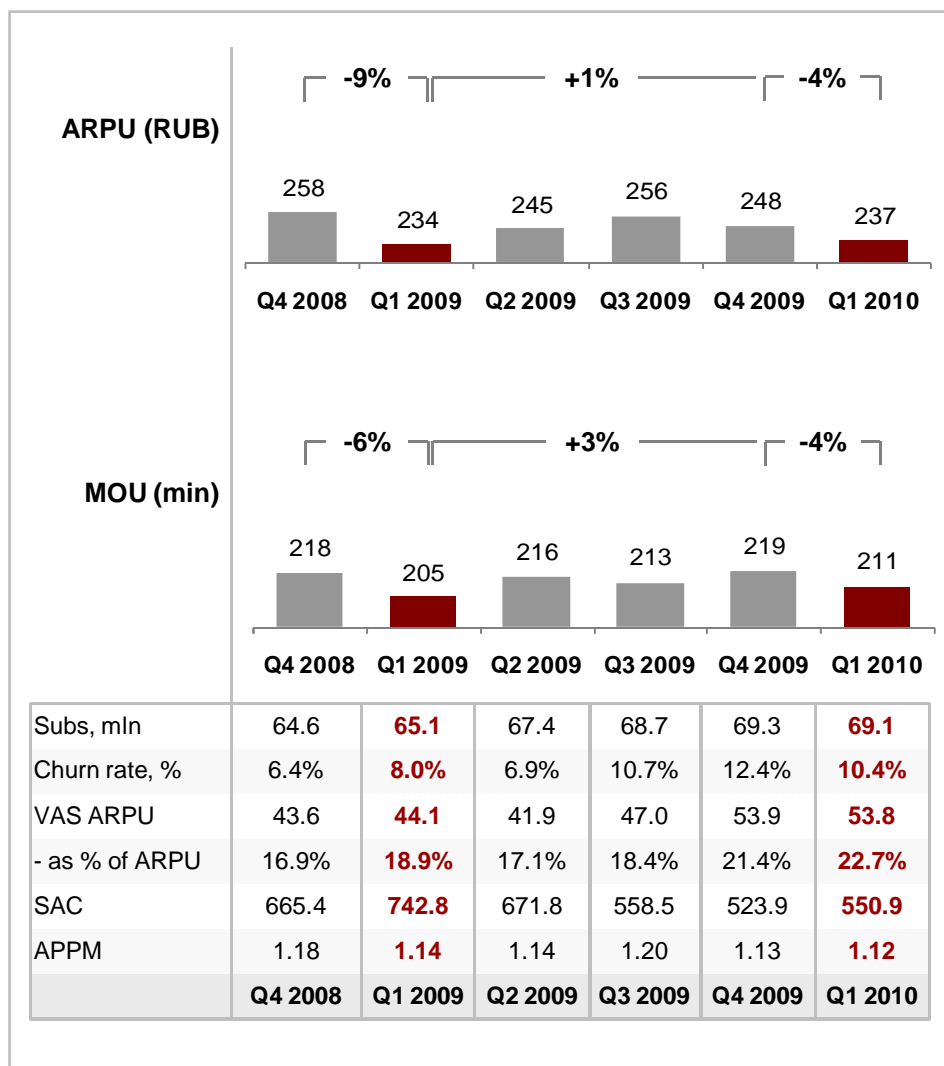 -9% +1% -4%
ARPU (RUB)
258 234 245 256 248 237
Q4 2008 Q1 2009 Q2 2009 Q3 2009 Q4 2009 Q1 2010
-6% +3% -4%
MOU (min)
218 205 216 213 219 211
Q4 2008 Q1 2009 Q2 2009 Q3 2009 Q4 2009 Q1 2010
Subs, mln 64.6 65.1 67.4 68.7 69.3 69.1
Churn rate, % 6.4% 8.0% 6.9% 10.7% 12.4% 10.4%
VAS ARPU 43.6 44.1 41.9 47.0 53.9 53.8
- as % of ARPU 16.9% 18.9% 17.1% 18.4% 21.4% 22.7%
SAC 665.4 742.8 671.8 558.5 523.9 550.9
APPM 1.18 1.14 1.14 1.20 1.13 1.12
Q4 2008 Q1 2009 Q2 2009 Q3 2009 Q4 2009 Q1 2010